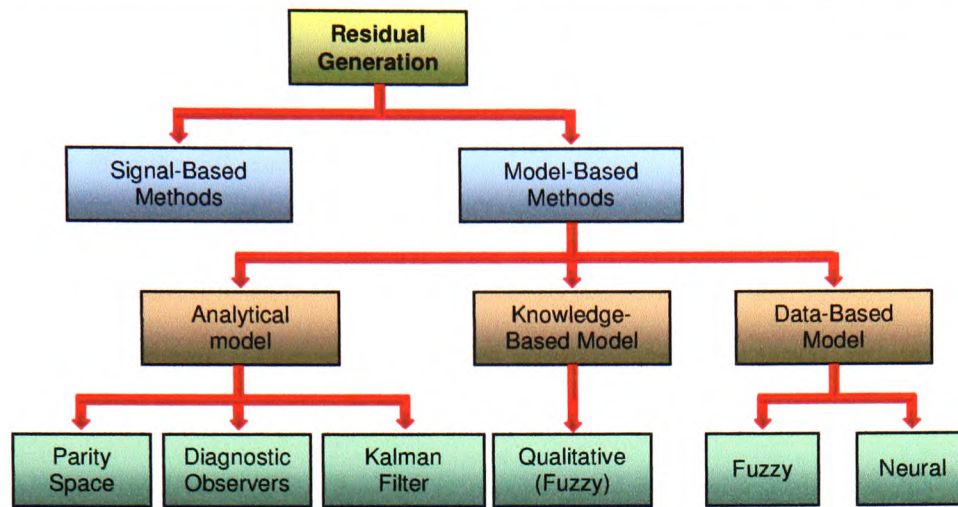 Residual
Generation
Signal-Based
Methods
Model-Based
Methods
Analytical
model
Knowledge-
Based Model
Data-Based
Model
Parity
Space
Diagnostic
Observers
Kalman
Filter
Qualitative
(Fuzzy)
Fuzzy
Neural